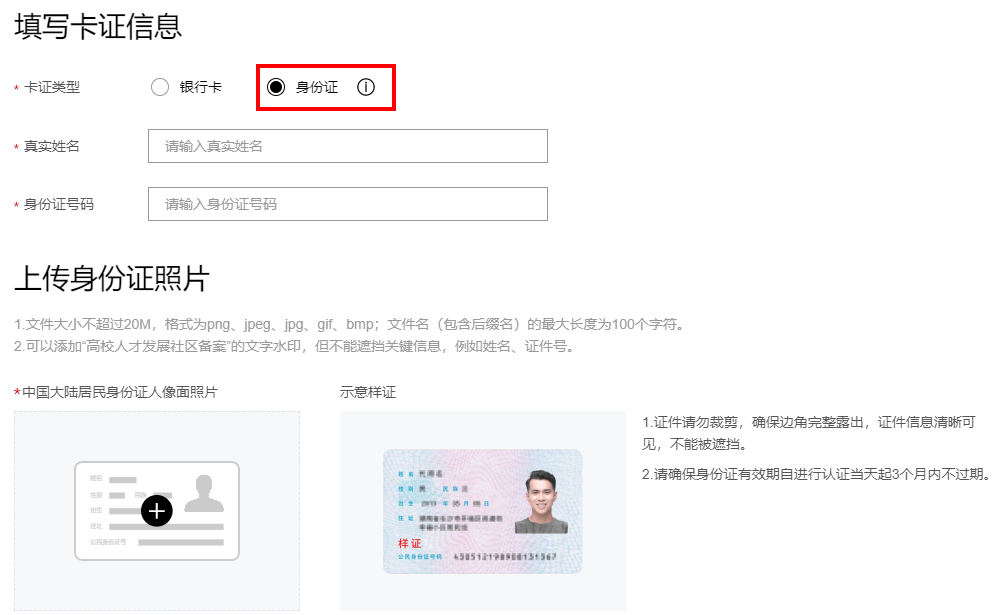 填写卡证信息
* 卡证类型 银行卡 身份证
* 真实姓名 请输入真实姓名
* 身份证号码 请输入身份证号码
上传身份证照片
1.文件大小不超过20M，格式为png、jpeg、jpg、gif、bmp；文件名（包含后缀名）的最大长度为100个字符。
2.可以添加“高校人才发展社区备案”的文字水印，但不能遮挡关键信息，例如姓名、证件号。
*中国大陆居民身份证人像面照片
示意样证
姓名
性别 民族
出生
住址
公民身份证号
姓名
性别 民族
出生 年 月 日
住址
样证
公民身份证号码
1.证件请勿裁剪，确保边角完整露出，证件信息清晰可
见，不能被遮挡。
2.请确保身份证有效期自进行认证当天起3个月内不过期。